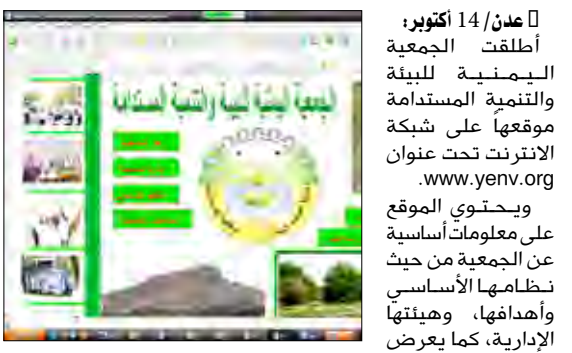 عدن/ 14 أكتوبر:
أطلقت الجمعية
اليمنية للبيئة
والتنمية المستدامة
موقعهاً على شبكة
الانترنت تحت عنوان
www.yenv.org.
ويحتوي الموقع
على معلومات أساسية
عن الجمعية من حيث
نظامها الأساسي
وأهدافها، وهيئتها
الإدارية، كما يعرض
الجمعية اليمنية للبيئة والتنمية المستدامة